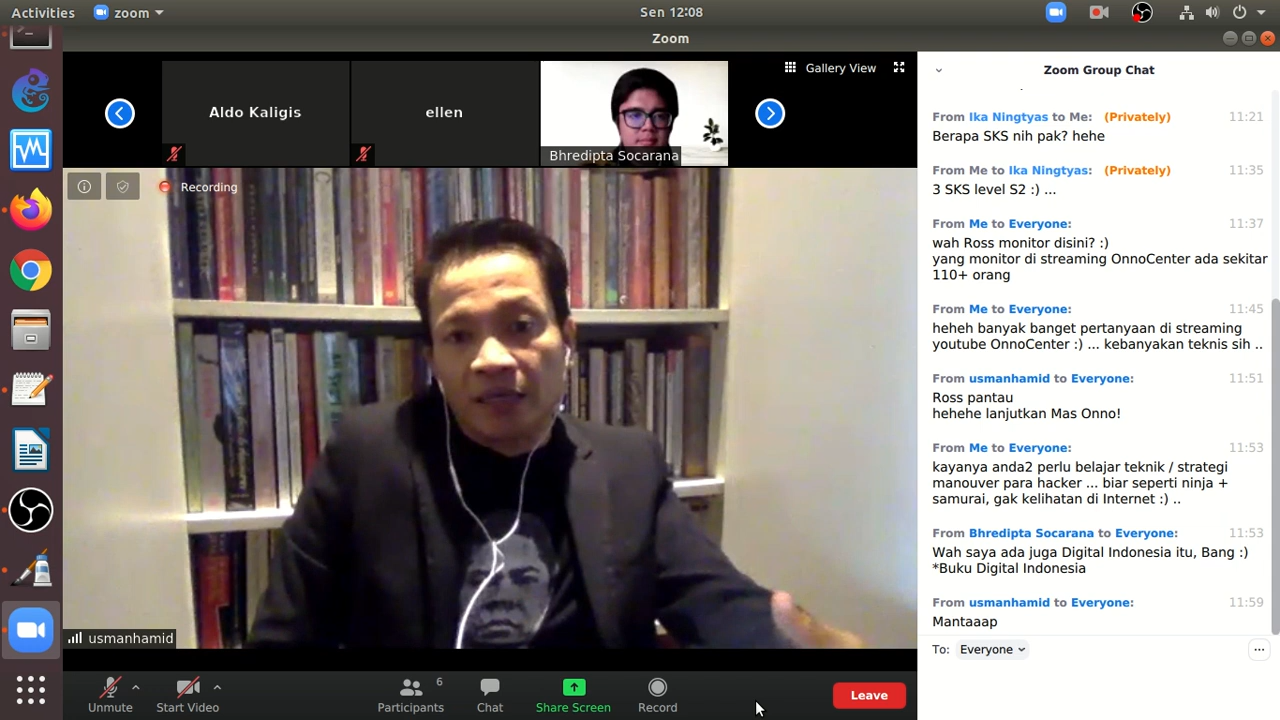 Activities
zoom
Sen 12:08
Zoom
Aldo Kaligis
ellen
Bhredipta Socarana
Gallery View
Recording
usmanhamid
Unmute
Start Video
Participants
6
Chat
Share Screen
Record
Leave
Zoom Group Chat
From Ika Ningtyas to Me: (Privately) 11:21
Berapa SKS nih pak? hehe
From Me to Ika Ningtyas: (Privately) 11:35
3 SKS level S2 :) ...
From Me to Everyone: 11:37
wah Ross monitor disini? :)
yang monitor di streaming OnnoCenter ada sekitar
110+ orang
From Me to Everyone: 11:45
heheh banyak banget pertanyaan di streaming
youtube OnnoCenter :) ... kebanyakan teknis sih ..
From usmanhamid to Everyone: 11:51
Ross pantau
hehehe lanjutkan Mas Onno!
From Me to Everyone: 11:53
kayanya anda2 perlu belajar teknik / strategi
manouver para hacker ... biar seperti ninja +
samurai, gak kelihatan di Internet :) ..
From Bhredipta Socarana to Everyone: 11:53
Wah saya ada juga Digital Indonesia itu, Bang :)
*Buku Digital Indonesia
From usmanhamid to Everyone: 11:59
Mantaaap
To: Everyone